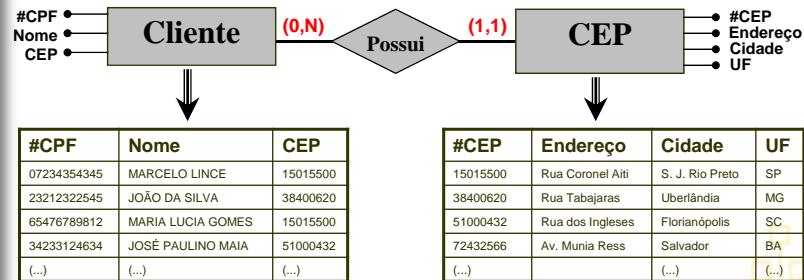 #CPF
Nome
CEP
Cliente
(0,N)
Possui
(1,1)
CEP
#CEP
Endereço
Cidade
UF
#CPF Nome CEP
07234354345 MARCELO LINCE 15015500
23212322545 JOÃO DA SILVA 38400620
65476789812 MARIA LUCIA GOMES 15015500
34233124634 JOSÉ PAULINO MAIA 51000432
(...) (...) (...)
#CEP Endereço Cidade UF
15015500 Rua Coronel Aiti S. J. Rio Preto SP
38400620 Rua Tabajaras Uberlândia MG
51000432 Rua dos Ingleses Florianópolis SC
72432566 Av. Munia Ress Salvador BA
(...) (...) (...)